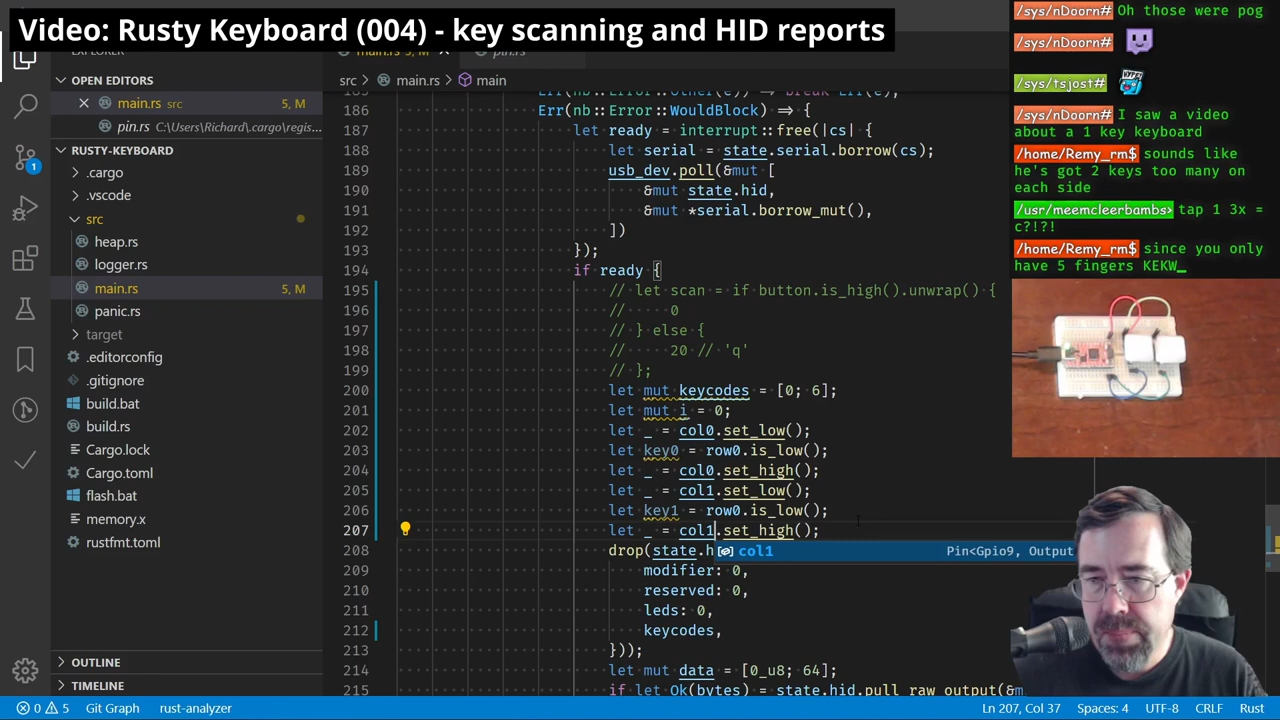 Video: Rusty Keyboard (004) - key scanning and HID reports
OPEN EDITORS
main.rs src 5, M
pin.rs C:\Users\Richard\.cargo\regis...
RUSTY-KEYBOARD
.cargo
.vscode
src
heap.rs
logger.rs
main.rs 5, M
panic.rs
target
.editorconfig
.gitignore
build.bat
build.rs
Cargo.lock
Cargo.toml
flash.bat
memory.x
rustfmt.toml
OUTLINE
TIMELINE
src > main.rs > main
186 Err(nb::Error::WouldBlock) => {
187 let ready = interrupt::free(|cs| {
188 let serial = state.serial.borrow(cs);
189 usb_dev.poll(&mut [
190 &mut state.hid,
191 &mut *serial.borrow_mut(),
192 ])
193 });
194 if ready {
195 // let scan = if button.is_high().unwrap() {
196 // 0
197 // } else {
198 // 20 // 'q'
199 // };
200 let mut keycodes = [0; 6];
201 let mut i = 0;
202 let _ = col0.set_low();
203 let key0 = row0.is_low();
204 let _ = col0.set_high();
205 let _ = col1.set_low();
206 let key1 = row0.is_low();
207 let _ = col1.set_high();
208 drop(state.h
col1 Pin<Gpio9, Output
209 modifier: 0,
210 reserved: 0,
211 leds: 0,
212 keycodes,
213 }));
214 let mut data = [0_u8; 64];
215 if let Ok(bytes) = state.hid.pull_raw_output(&m
/sys/nDoorn# Oh those were pog
/sys/nDoorn#
/sys/tsjost#
/sys/nDoorn# I saw a video
about a 1 key keyboard
/home/Remy_rm$ sounds like
he's got 2 keys too many on
each side
/usr/meemcleerbambs> tap 1 3x =
c?!?!
/home/Remy_rm$ since you only
have 5 fingers KEKW_
1
0 5 Git Graph rust-analyzer
Ln 207, Col 37 Spaces: 4 UTF-8 CRLF Rust